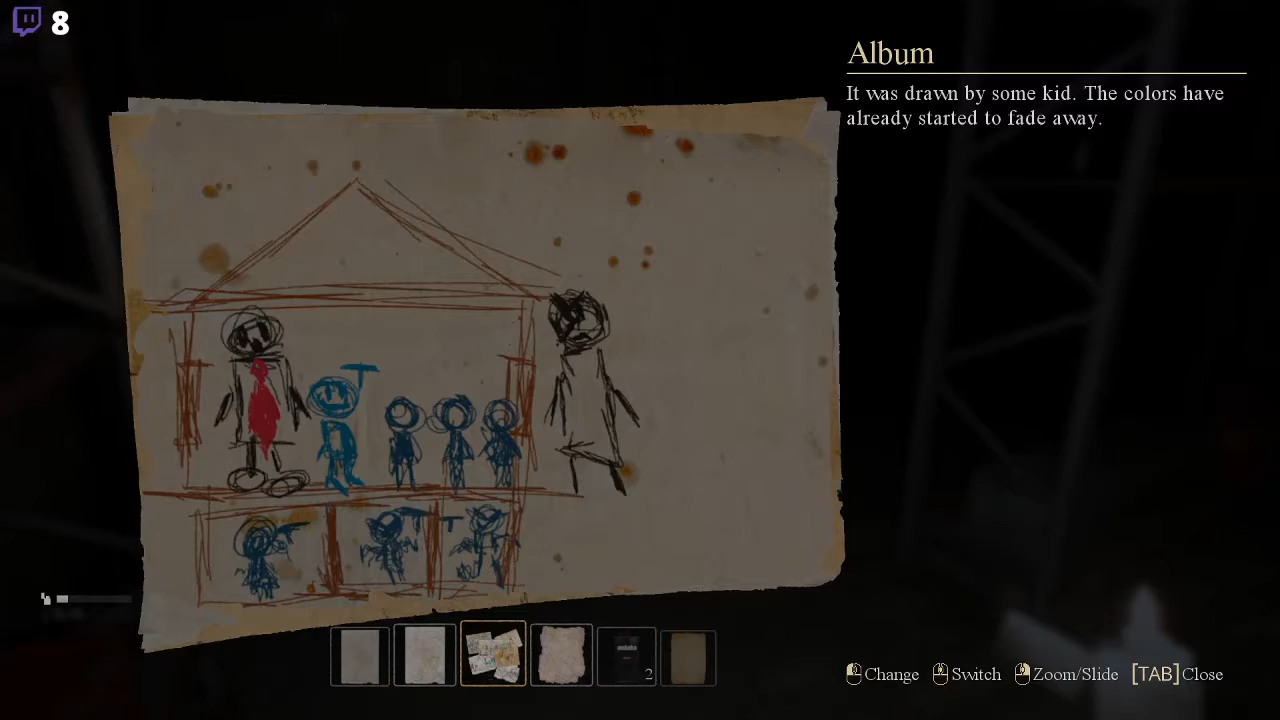 8
Album
It was drawn by some kid. The colors have
already started to fade away.
T
T T
2
Change Switch Zoom/Slide [TAB] Close